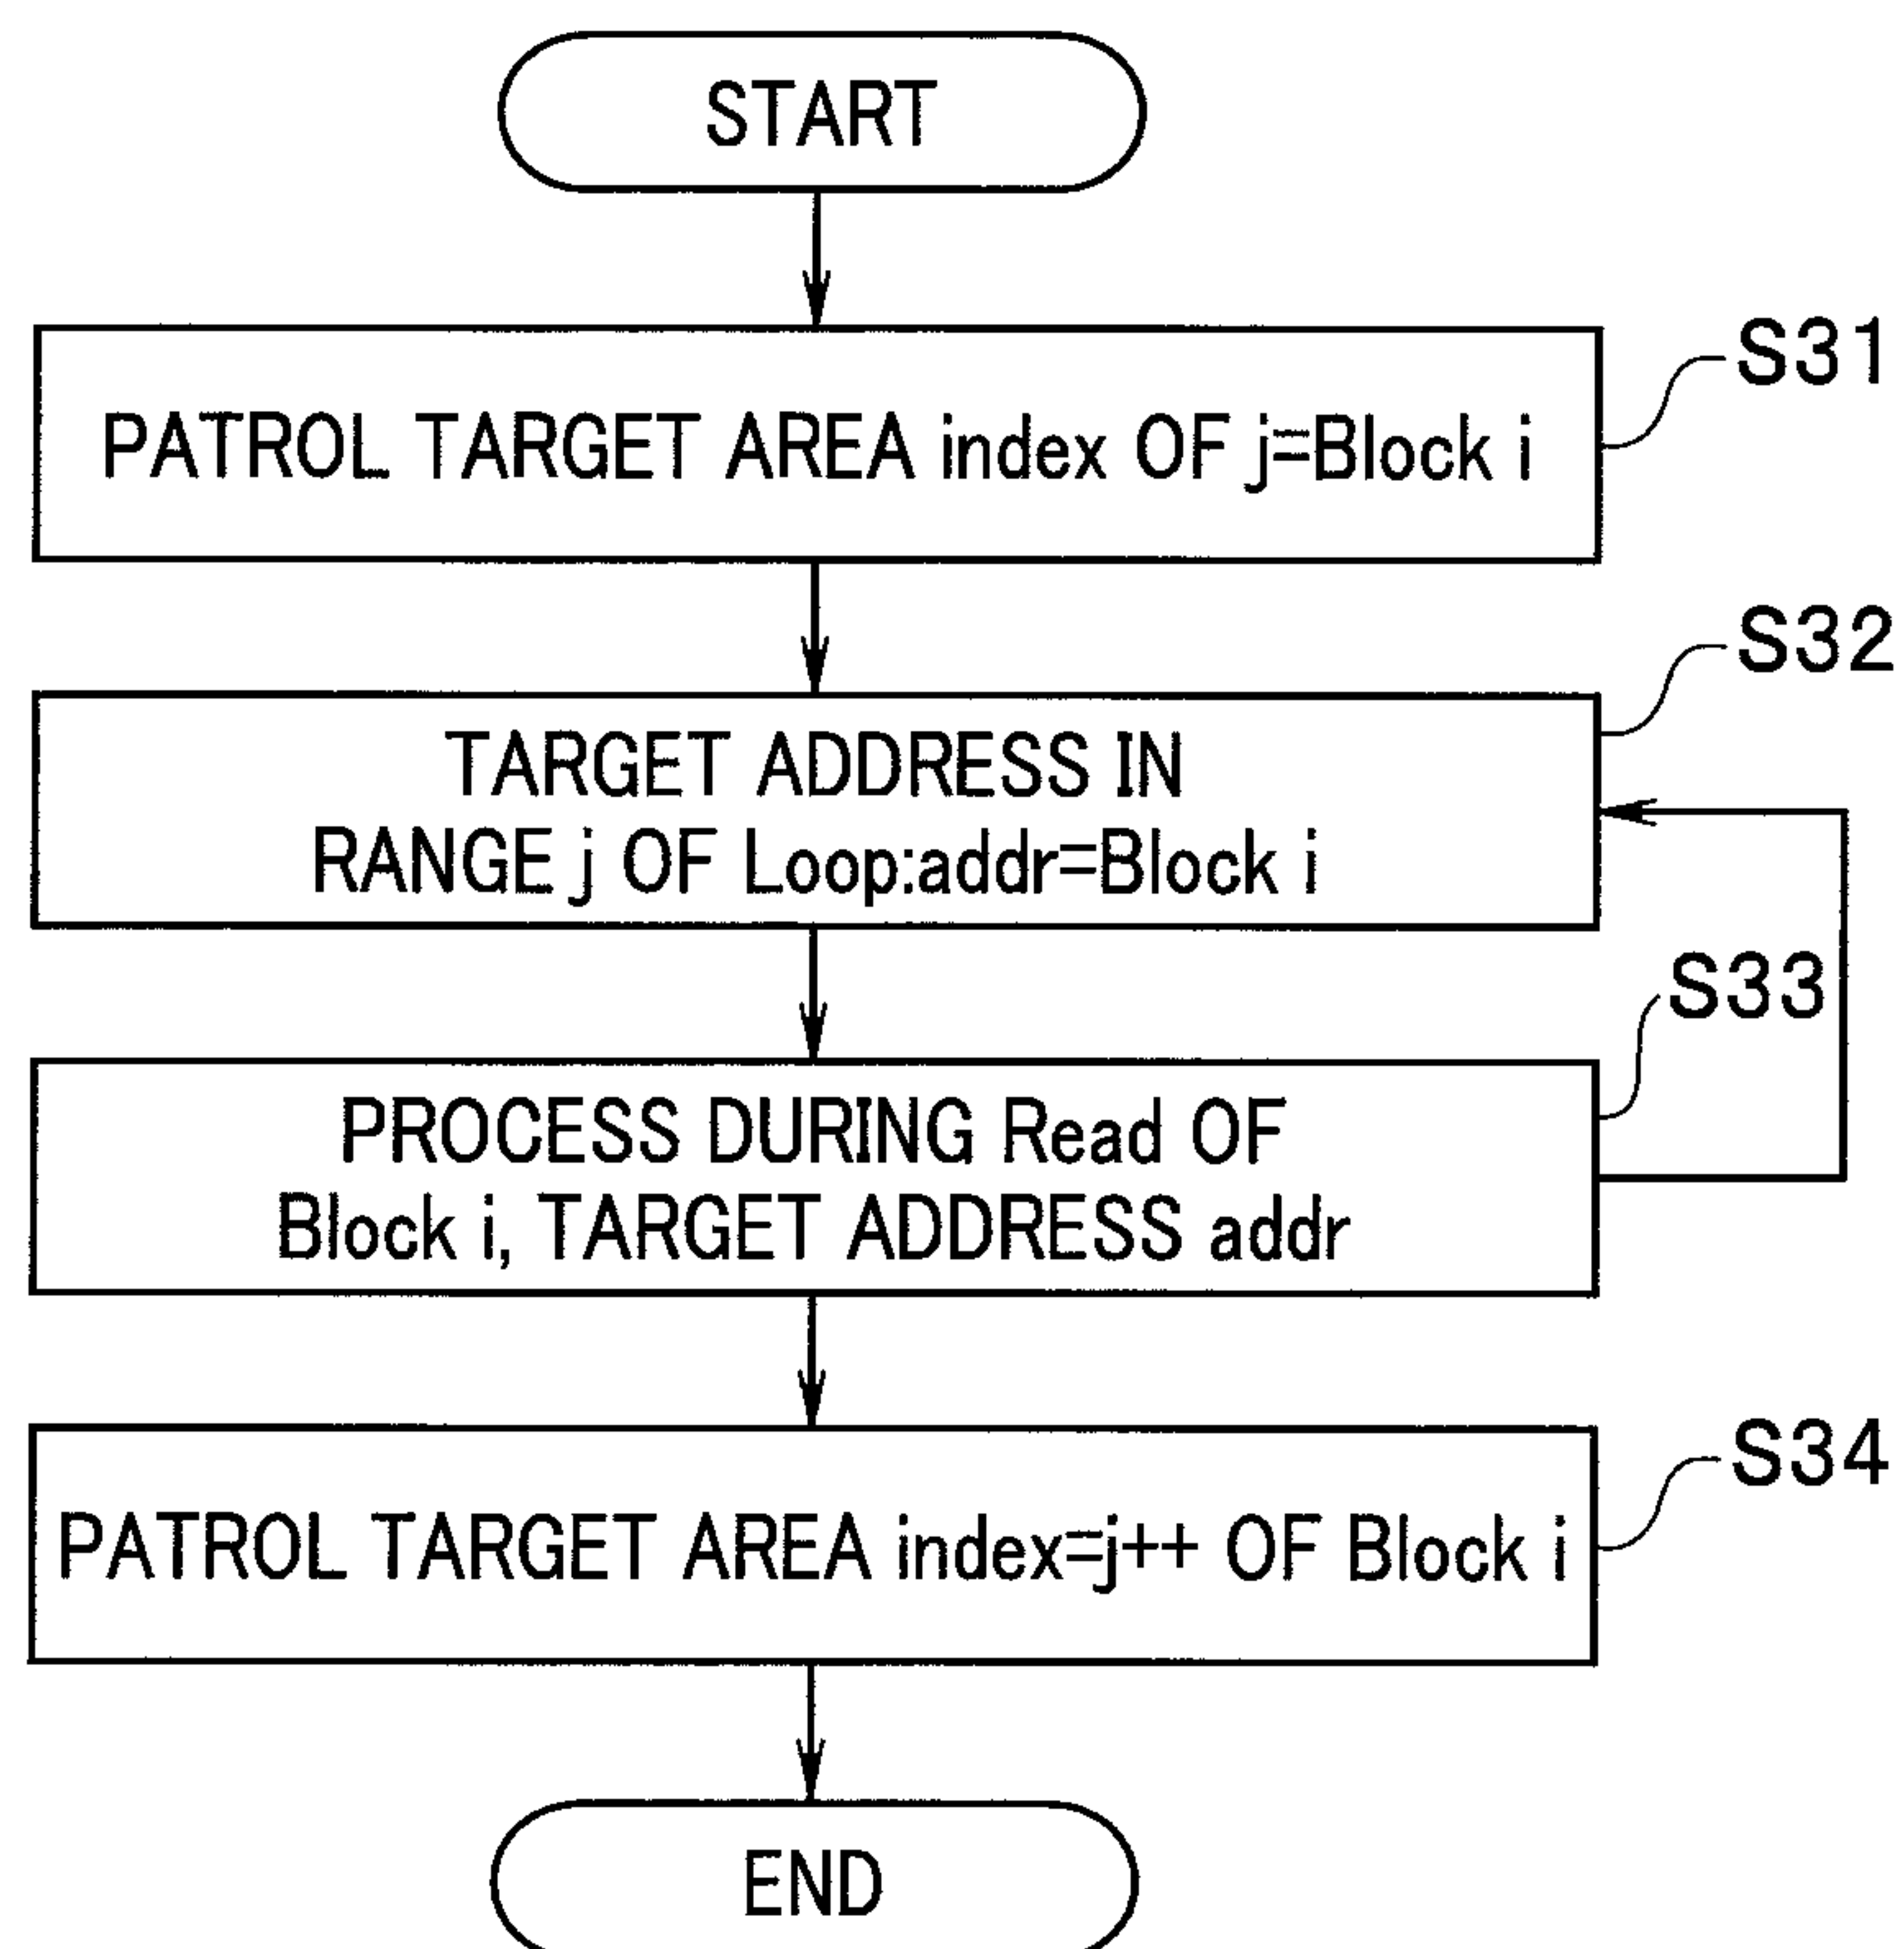 START
S31
PATROL TARGET AREA index OF j=Block i
S32
TARGET ADDRESS IN
RANGE j OF Loop:addr=Block i
S33
PROCESS DURING Read OF
Block i, TARGET ADDRESS addr
S34
PATROL TARGET AREA index=j++ OF Block i
END